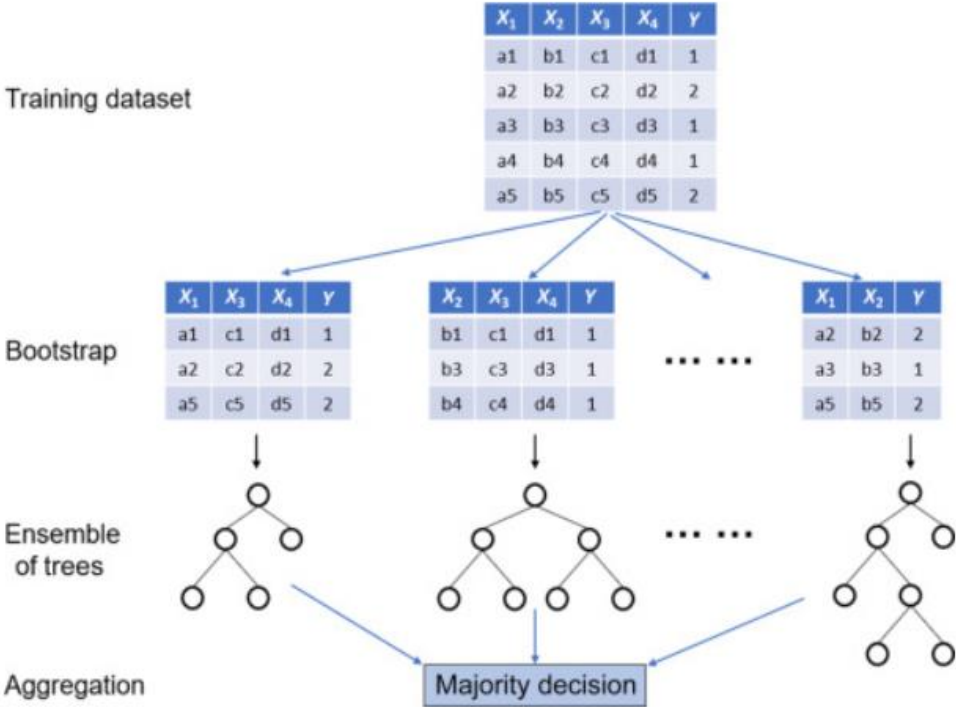 X1 X2 X3 X4 Y
a1 b1 c1 d1 1
Training dataset
a2 b2 c2 d2 2
a3 b3 c3 d3 1
a4 b4 c4 d4 1
a5 b5 c5 d5 2
Bootstrap
X1 X3 X4 Y
a1 c1 d1 1
a2 c2 d2 2
a5 c5 d5 2
X2 X3 X4 Y
b1 c1 d1 1
b3 c3 d3 1
b4 c4 d4 1
... ...
X1 X2 Y
a2 b2 2
a3 b3 1
a5 b5 2
Ensemble
of trees
... ...
Aggregation
Majority decision